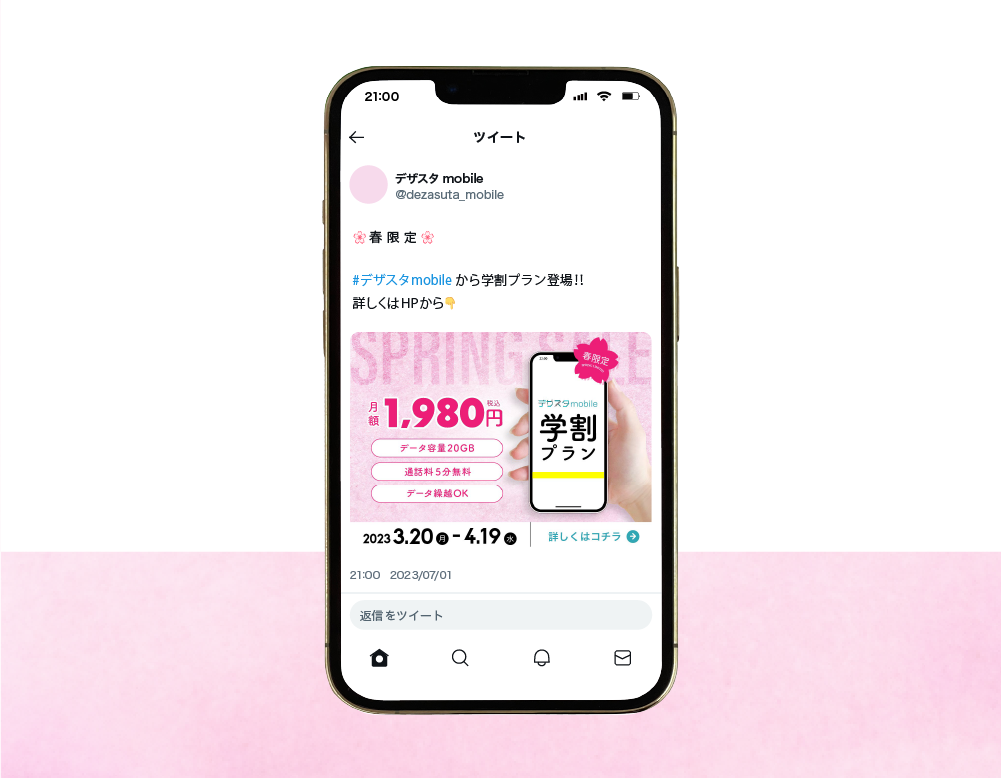 21:00
ツイート
デザスタ mobile
@dezasuta_mobile
🌸春限定🌸
#デザスタmobile から学割プラン登場!!
詳しくはHPから👇
SPRING SALE
春限定
月額1,980円税込
データ容量20GB
通話料5分無料
データ繰越OK
デザスタmobile
学割
プラン
2023 3.20月-4.19水
詳しくはコチラ
21:00 2023/07/01
返信をツイート